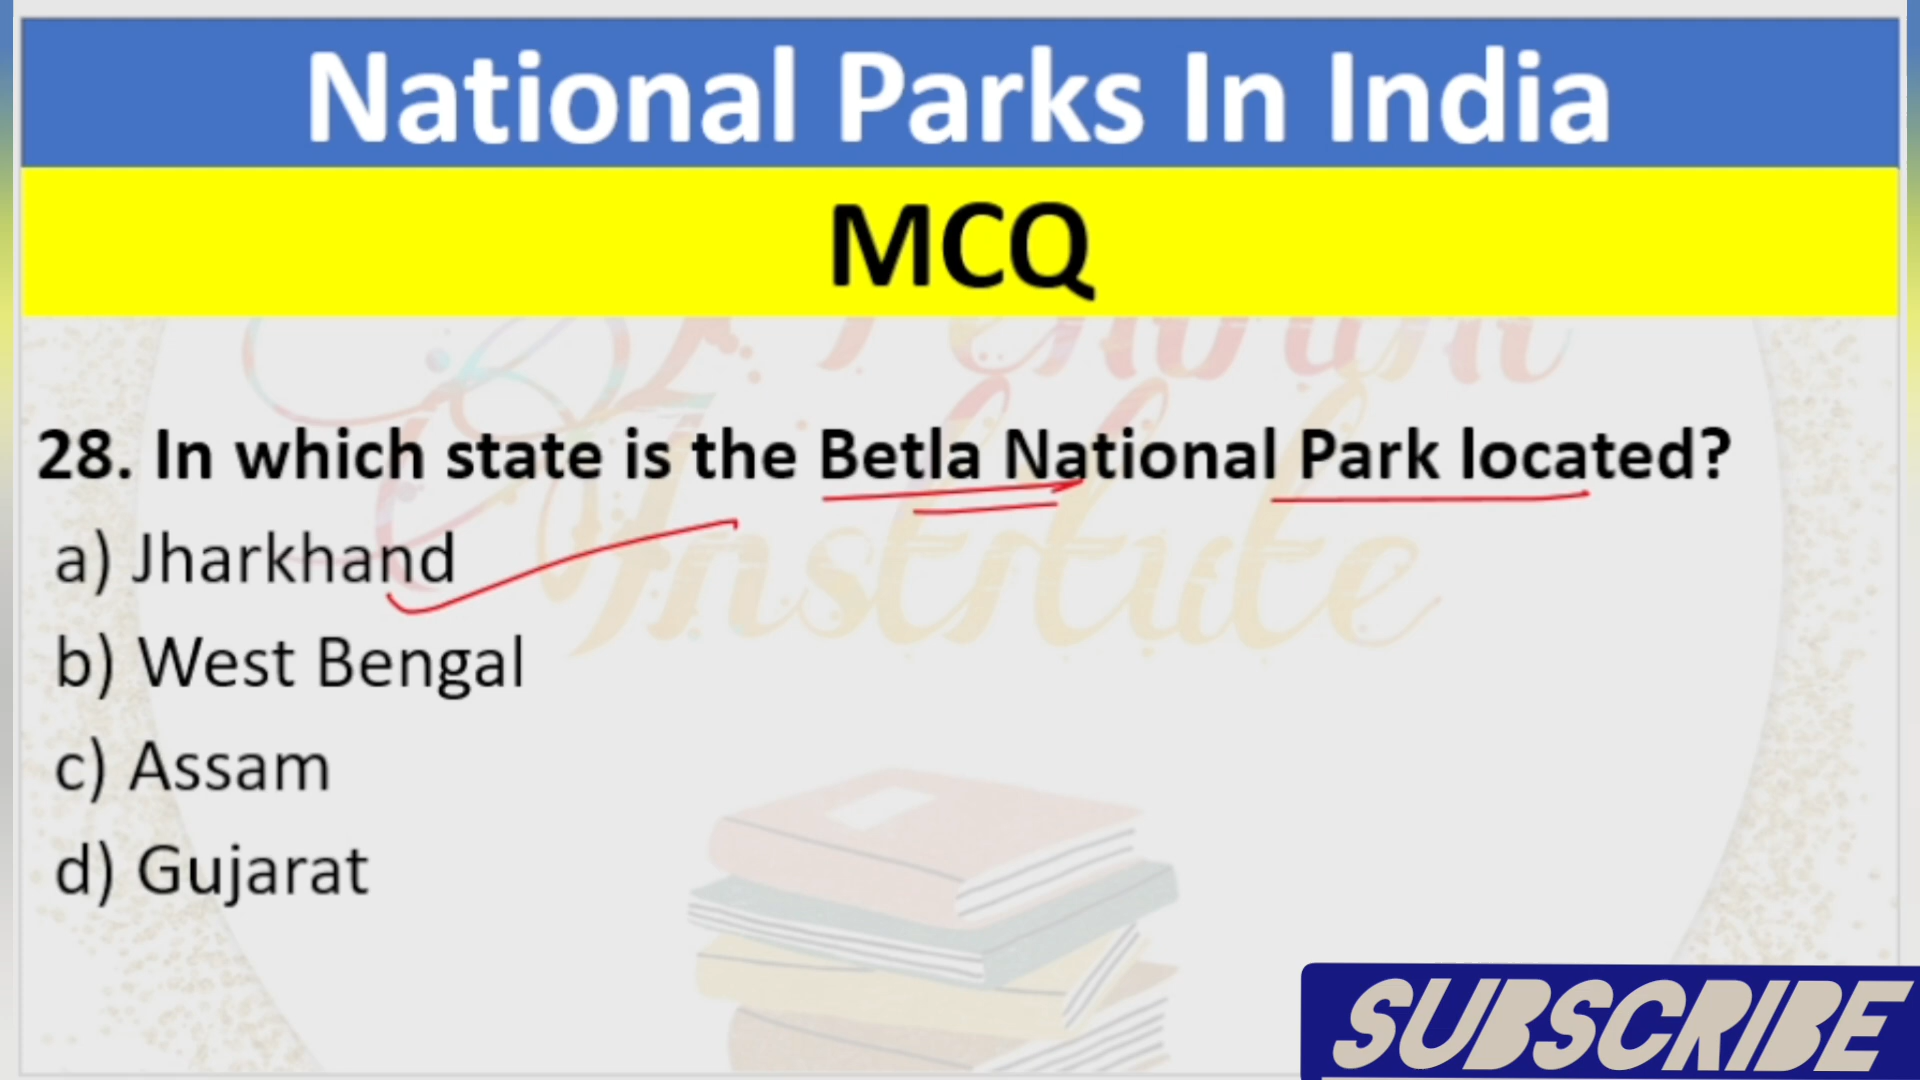 National Parks In India
MCQ
Institute
28. In which state is the Betla National Park located?
a) Jharkhand
b) West Bengal
c) Assam
d) Gujarat
SUBSCRIBE